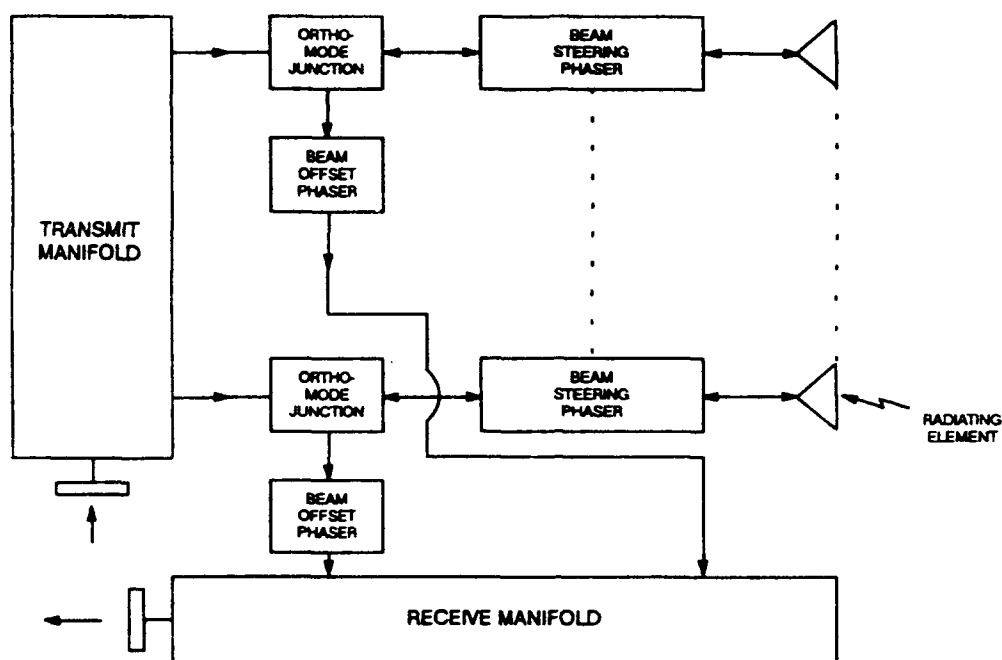 ORTHO-
MODE
JUNCTION
BEAM
STEERING
PHASER
BEAM
OFFSET
PHASER
TRANSMIT
MANIFOLD
ORTHO-
MODE
JUNCTION
BEAM
STEERING
PHASER
RADIATING
ELEMENT
BEAM
OFFSET
PHASER
RECEIVE MANIFOLD